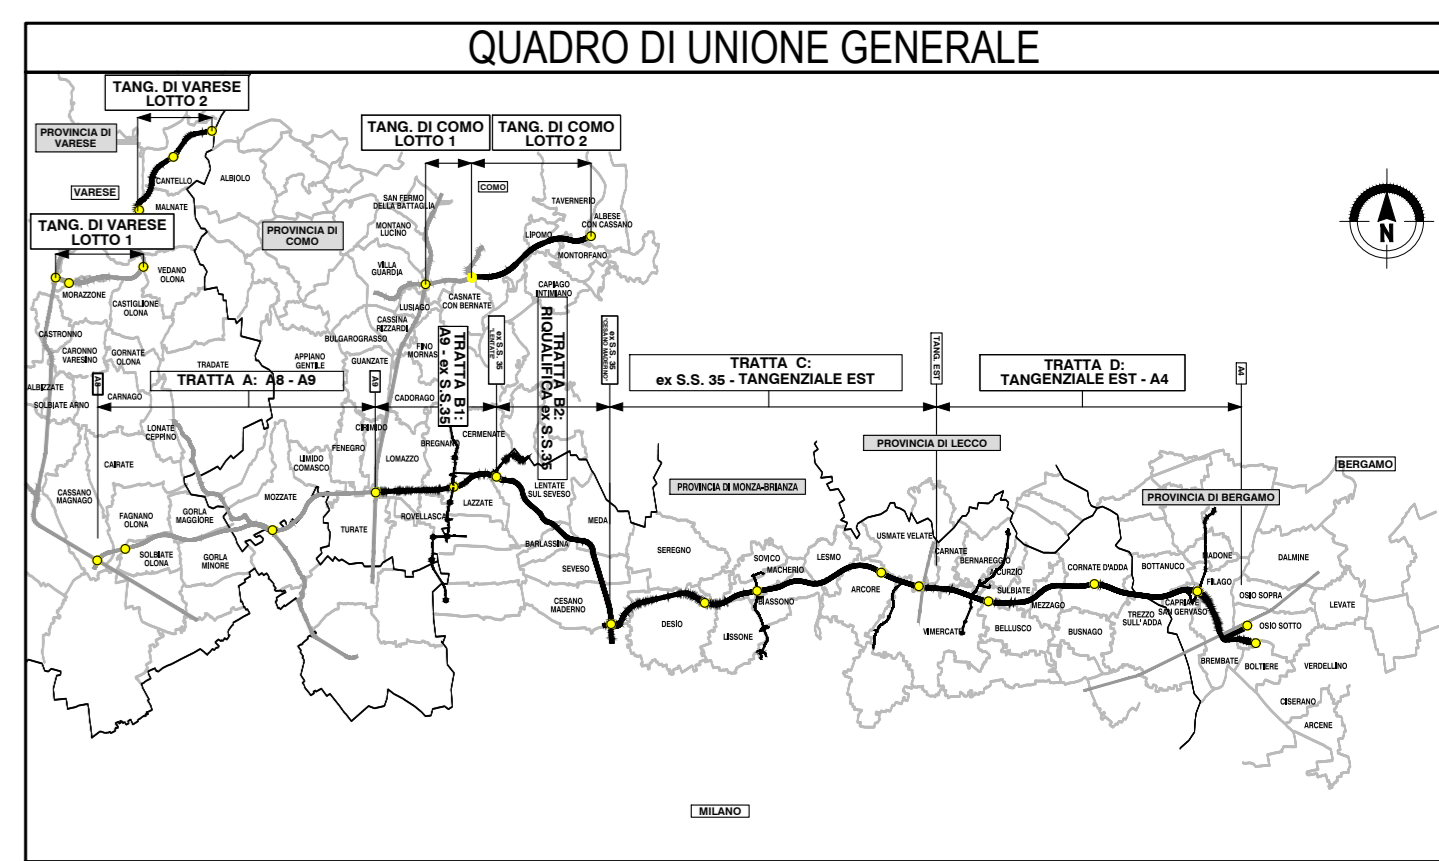 QUADRO DI UNIONE GENERALE
TANG. DI VARESE
LOTTO 2
PROVINCIA DI
VARESE
TANG. DI COMO
LOTTO 1
TANG. DI COMO
LOTTO 2
CANTELLO
ALBIOLO
VARESE
COMO
MALNATE
SAN FERMO
DELLA BATTAGLIA
TAVERNERIO
ALBESE
CON CASSANO
TANG. DI VARESE
LOTTO 1
PROVINCIA DI
COMO
MONTANO
LUCINO
LIPOMO
MONTORFANO
N
VEDANO
OLONA
VILLA
GUARDIA
CAPIAGO
INTIMIANO
MORAZZONE
CASTIGLIONE
OLONA
CASNATE
CON BERNATE
LUSIAGO
CASSINA
RIZZARDI
CASTRONNO
BULGAROGRASSO
FINO
MORNAS
CARONNO
VARESINO
GORNATE
OLONA
TRADATE
APPIANO
GENTILE
GUANZATE
TRATTA B1:
A9 - ex S.S.35
ex S.S. 35
"LENTATE"
TRATTA B2:
RIQUALIFICA ex S.S.35
ex S.S. 35
"CESANO MADERNO"
TRATTA C:
ex S.S. 35 - TANGENZIALE EST
TANG. EST
TRATTA D:
TANGENZIALE EST - A4
A4
ALBIZZATE
A8
TRATTA A: A8 - A9
A9
SOLBIATE ARNO
CARNAGO
CADORAGO
LONATE
CEPPINO
CIRIMIDO
FENEGRO
BREGNANO
CERMENATE
PROVINCIA DI LECCO
CAIRATE
LIMIDO
COMASCO
LOMAZZO
BERGAMO
CASSANO
MAGNAGO
MOZZATE
LAZZATE
LENTATE
SUL SEVESO
PROVINCIA DI MONZA-BRIANZA
PROVINCIA DI BERGAMO
FAGNANO
OLONA
GORLA
MAGGIORE
TURATE
ROVELLASCA
MEDA
USMATE VELATE
SOLBIATE
OLONA
GORLA
MINORE
BARLASSINA
SEREGNO
SOVICO
MACHERIO
LESMO
CARNATE
BERNAREGGIO
CORNATE D'ADDA
BOTTANUCO
MADONE
DALMINE
SEVESO
ARCORE
SULBIATE
FILAGO
OSIO SOPRA
CESANO
MADERNO
BIASSONO
MEZZAGO
CAPRIATE
SAN GERVASO
LEVATE
DESIO
LISSONE
VIMERCATE
BELLUSCO
BUSNAGO
TREZZO
SULL' ADDA
OSIO SOTTO
BREMBATE
BOLTIERE
VERDELLINO
CISERANO
ARCENE
MILANO